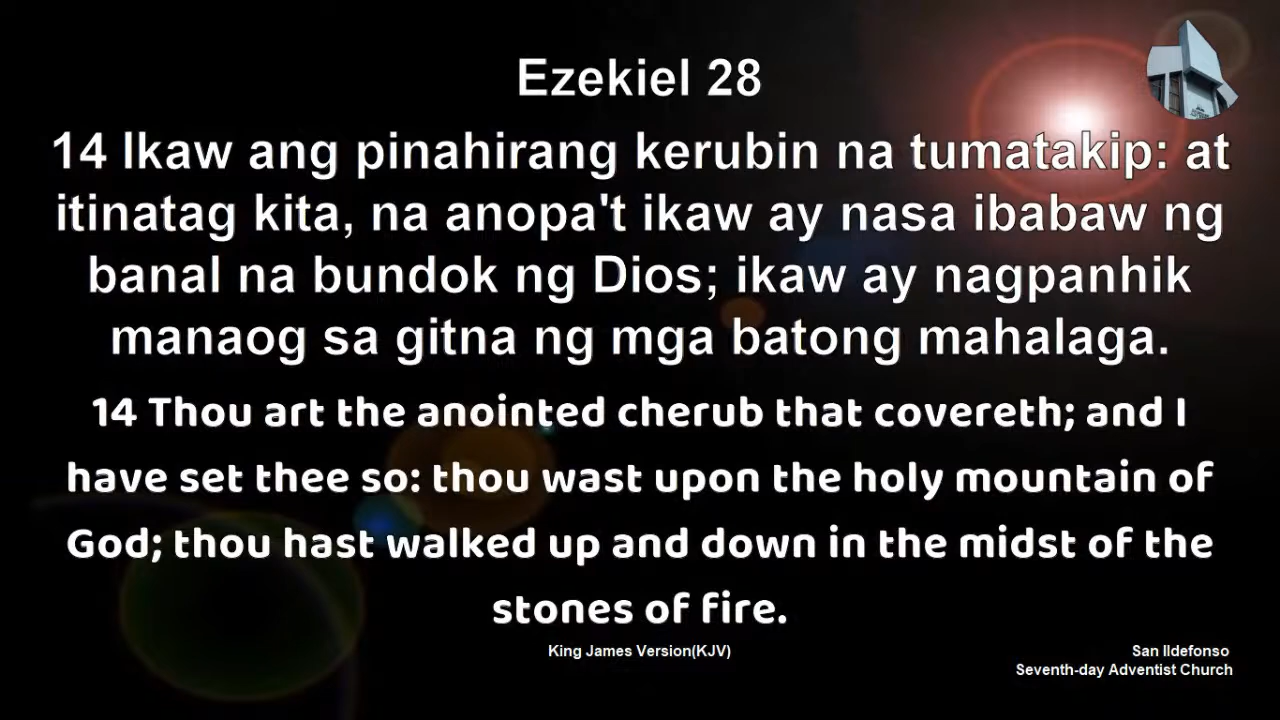 Ezekiel 28
14 Ikaw ang pinahirang kerubin na tumatakip: at
itinatag kita, na anopa't ikaw ay nasa ibabaw ng
banal na bundok ng Dios; ikaw ay nagpanhik
manaog sa gitna ng mga batong mahalaga.
14 Thou art the anointed cherub that covereth; and I
have set thee so: thou wast upon the holy mountain of
God; thou hast walked up and down in the midst of the
stones of fire.
King James Version(KJV)
San Ildefonso
Seventh-day Adventist Church